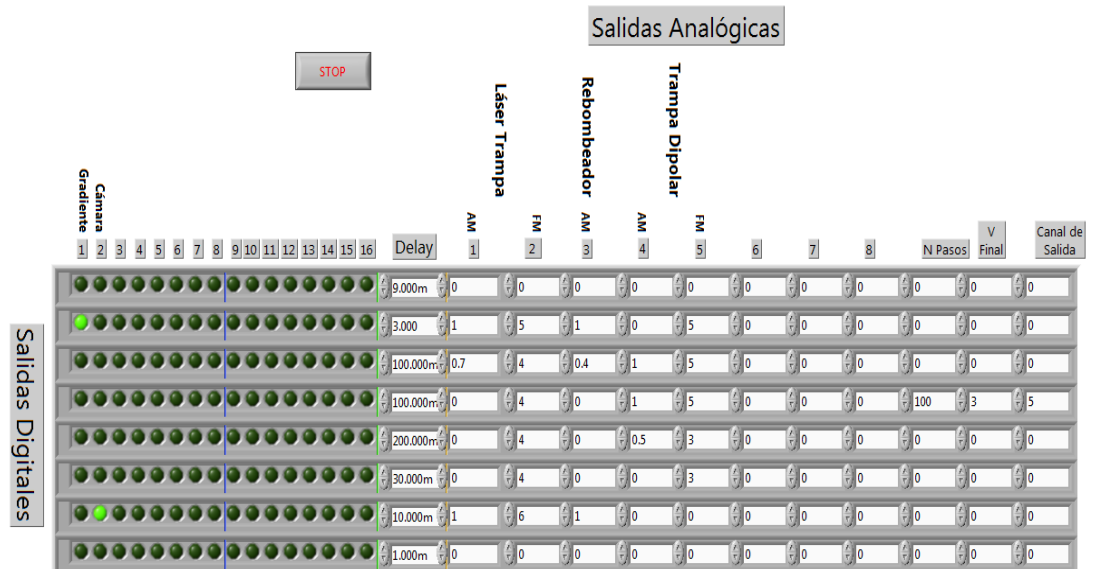 Salidas Analógicas
STOP
Láser Trampa
Rebombeador
Trampa Dipolar
Gradiente
Cámara
AM FM AM AM FM
1 2 3 4 5 6 7 8 9 10 11 12 13 14 15 16 Delay 1 2 3 4 5 6 7 8 N Pasos V Final Canal de Salida
Salidas Digitales
9.000m 0 0 0 0 0 0 0 0 0 0 0
3.000 1 5 1 0 5 0 0 0 0 0 0
100.000m 0.7 4 0.4 1 5 0 0 0 0 0 0
100.000m 0 4 0 1 5 0 0 0 100 3 5
200.000m 0 4 0 0.5 3 0 0 0 0 0 0
30.000m 0 4 0 0 3 0 0 0 0 0 0
10.000m 1 6 1 0 0 0 0 0 0 0 0
1.000m 0 0 0 0 0 0 0 0 0 0 0